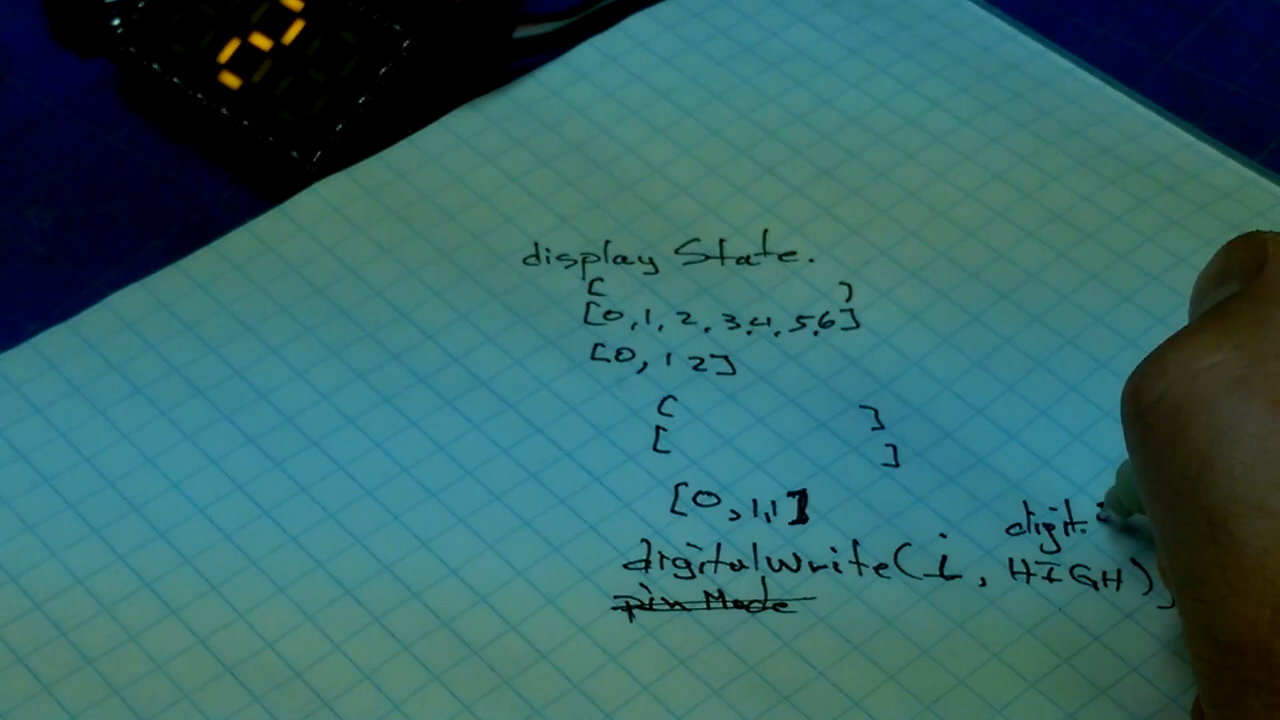 display State.
[ ]
[0, 1, 2, 3, 4, 5, 6]
[0, 1 2]
[ ]
[ ]
[0, 1, 1]
digit
digitalWrite(i, HIGH);
pinMode